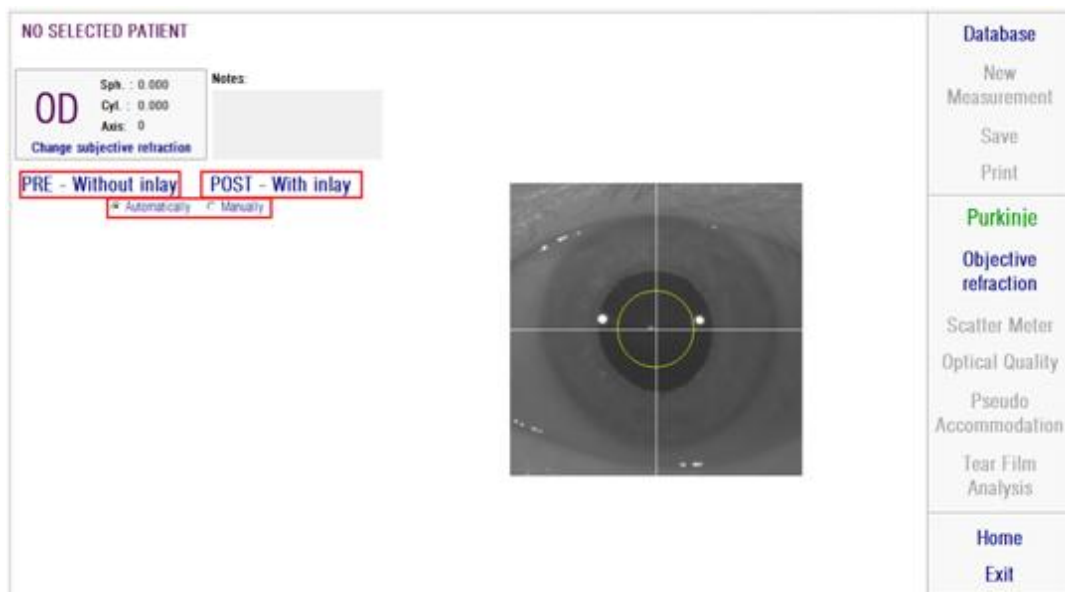 NO SELECTED PATIENT
OD
Sph. : 0.000
Cyl. : 0.000
Axis: 0
Change subjective refraction
Notes:
PRE - Without inlay
POST - With inlay
Automatically
Manually
Database
New
Measurement
Save
Print
Purkinje
Objective
refraction
Scatter Meter
Optical Quality
Pseudo
Accommodation
Tear Film
Analysis
Home
Exit